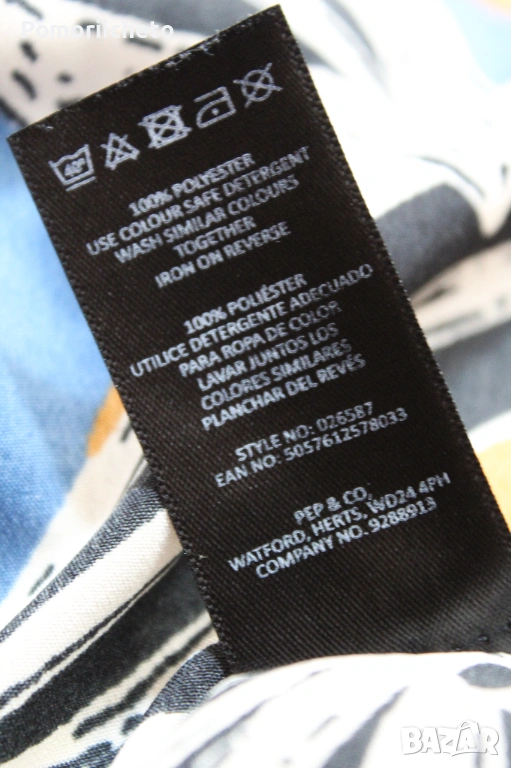 Pomorsketo
40°
100% POLYESTER
USE COLOUR SAFE DETERGENT
WASH SIMILAR COLOURS
TOGETHER
IRON ON REVERSE
100% POLIÉSTER
UTILICE DETERGENTE ADECUADO
PARA ROPA DE COLOR
LAVAR JUNTOS LOS
COLORES SIMILARES
PLANCHAR DEL REVÉS
STYLE NO: 026587
EAN NO: 5057612578033
PEP & CO,
WATFORD, HERTS, WD24 4PH
COMPANY NO. 9288913
BAZAR